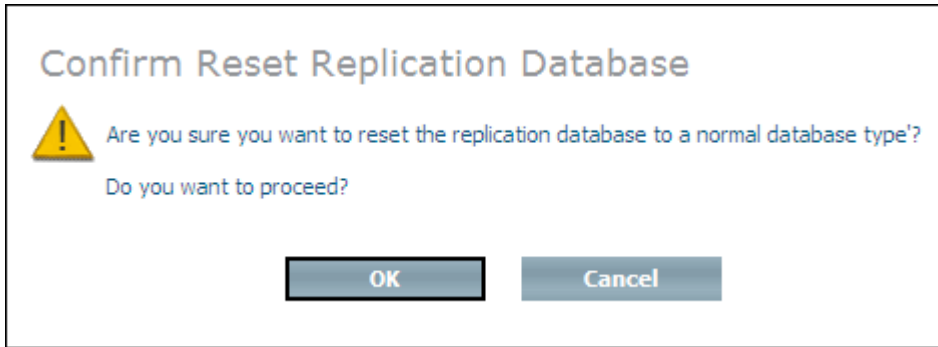 Confirm Reset Replication Database
Are you sure you want to reset the replication database to a normal database type'?
Do you want to proceed?
OK
Cancel